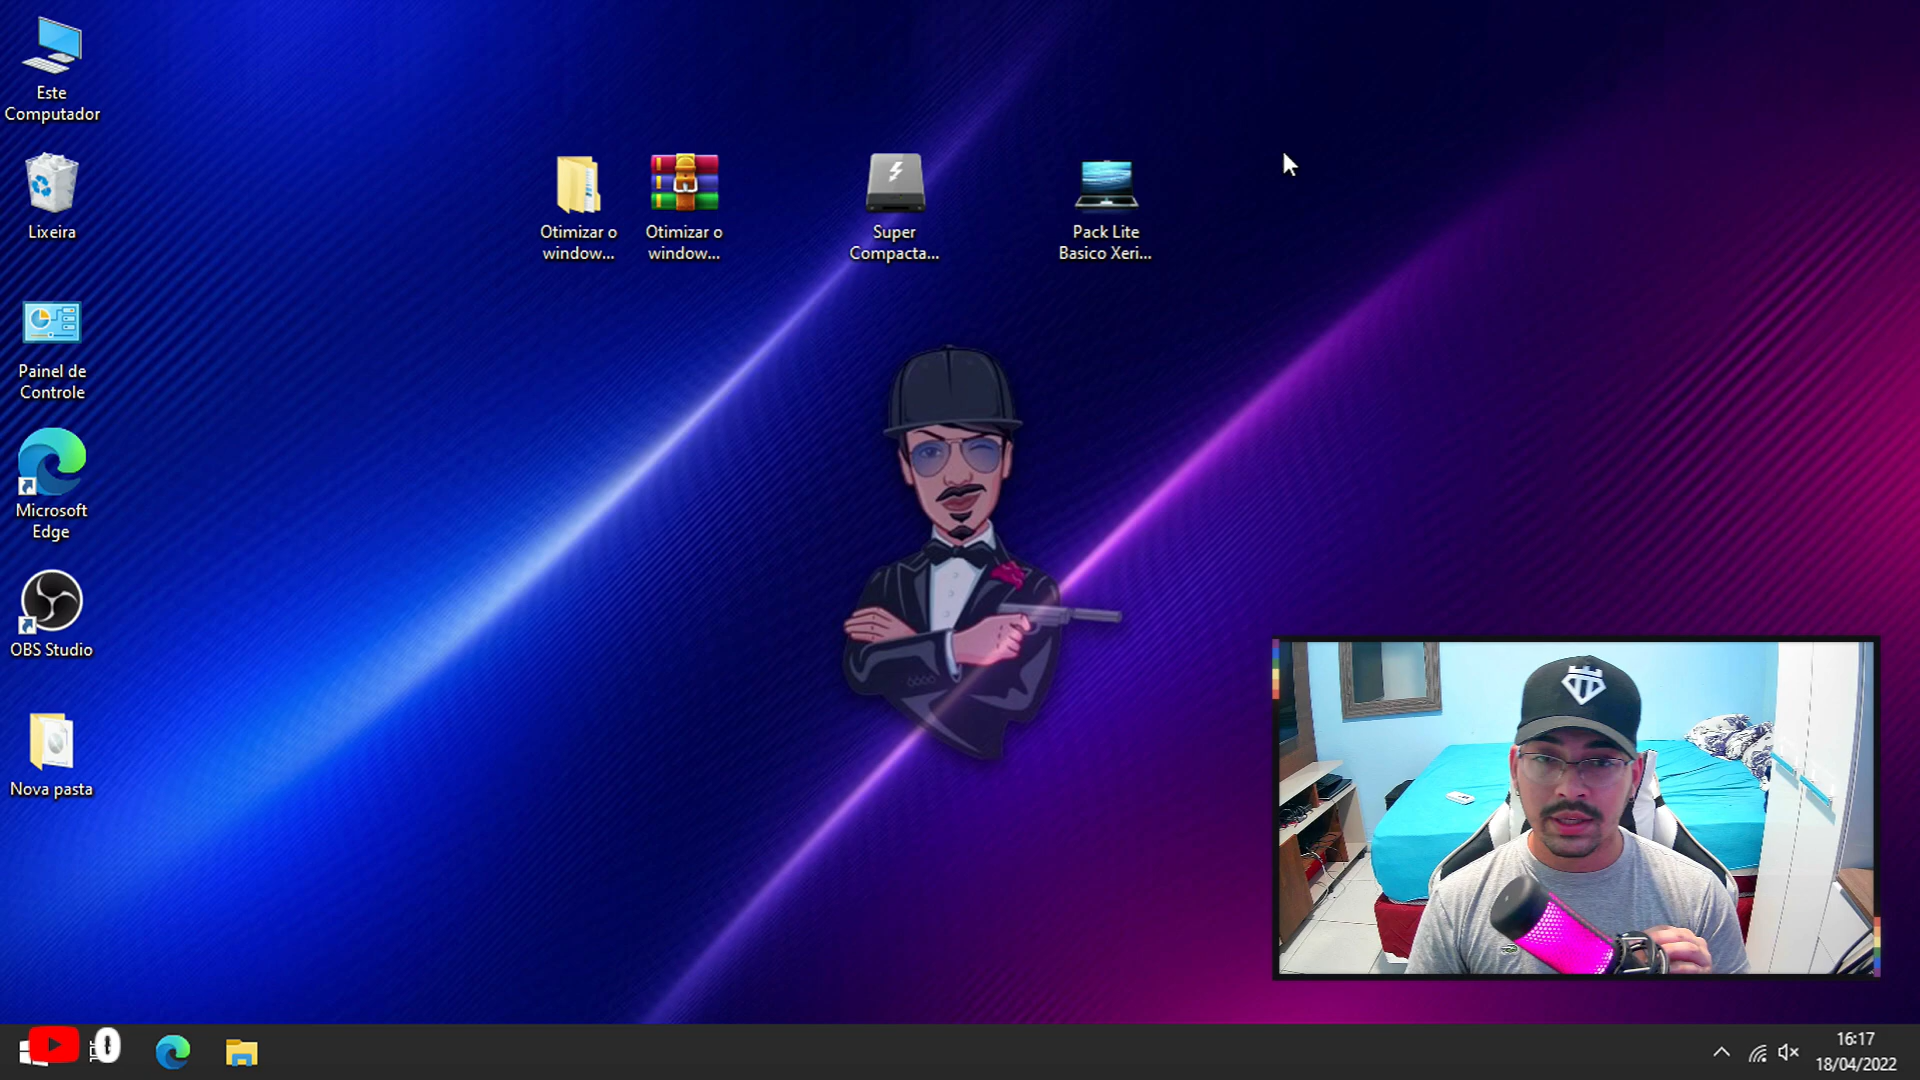 Este
Computador
Lixeira
Painel de
Controle
Microsoft
Edge
OBS Studio
Nova pasta
Otimizar o
window...
Otimizar o
window...
Super
Compacta...
Pack Lite
Basico Xeri...
16:17
18/04/2022